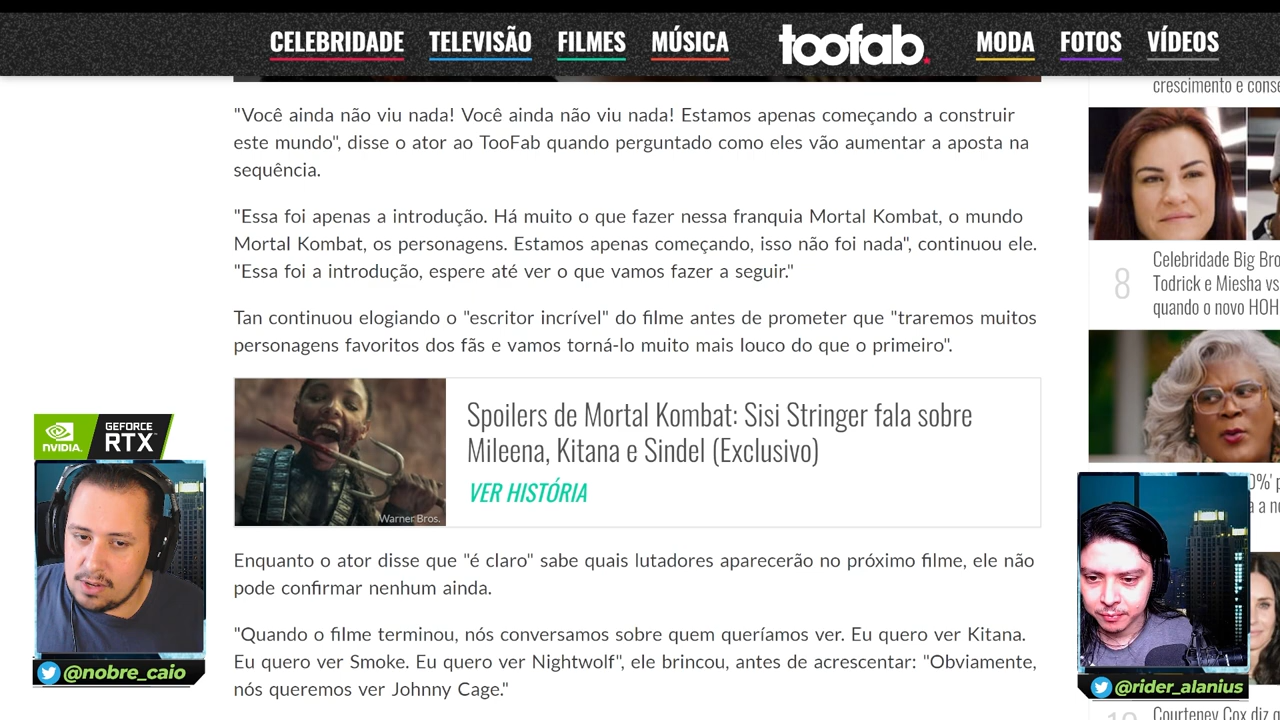 CELEBRIDADE TELEVISÃO FILMES MÚSICA toofab. MODA FOTOS VÍDEOS
"Você ainda não viu nada! Você ainda não viu nada! Estamos apenas começando a construir
este mundo", disse o ator ao TooFab quando perguntado como eles vão aumentar a aposta na
sequência.
"Essa foi apenas a introdução. Há muito o que fazer nessa franquia Mortal Kombat, o mundo
Mortal Kombat, os personagens. Estamos apenas começando, isso não foi nada", continuou ele.
"Essa foi a introdução, espere até ver o que vamos fazer a seguir."
Tan continuou elogiando o "escritor incrível" do filme antes de prometer que "traremos muitos
personagens favoritos dos fãs e vamos torná-lo muito mais louco do que o primeiro".
Spoilers de Mortal Kombat: Sisi Stringer fala sobre
Mileena, Kitana e Sindel (Exclusivo)
VER HISTÓRIA
Warner Bros.
Enquanto o ator disse que "é claro" sabe quais lutadores aparecerão no próximo filme, ele não
pode confirmar nenhum ainda.
"Quando o filme terminou, nós conversamos sobre quem queríamos ver. Eu quero ver Kitana.
Eu quero ver Smoke. Eu quero ver Nightwolf", ele brincou, antes de acrescentar: "Obviamente,
nós queremos ver Johnny Cage."
crescimento e conse
8
Celebridade Big Bro
Todrick e Miesha vs
quando o novo HOH
0%' p
a a no
10
Courteney Cox diz q
NVIDIA.
GEFORCE
RTX
@nobre_caio
@rider_alanius